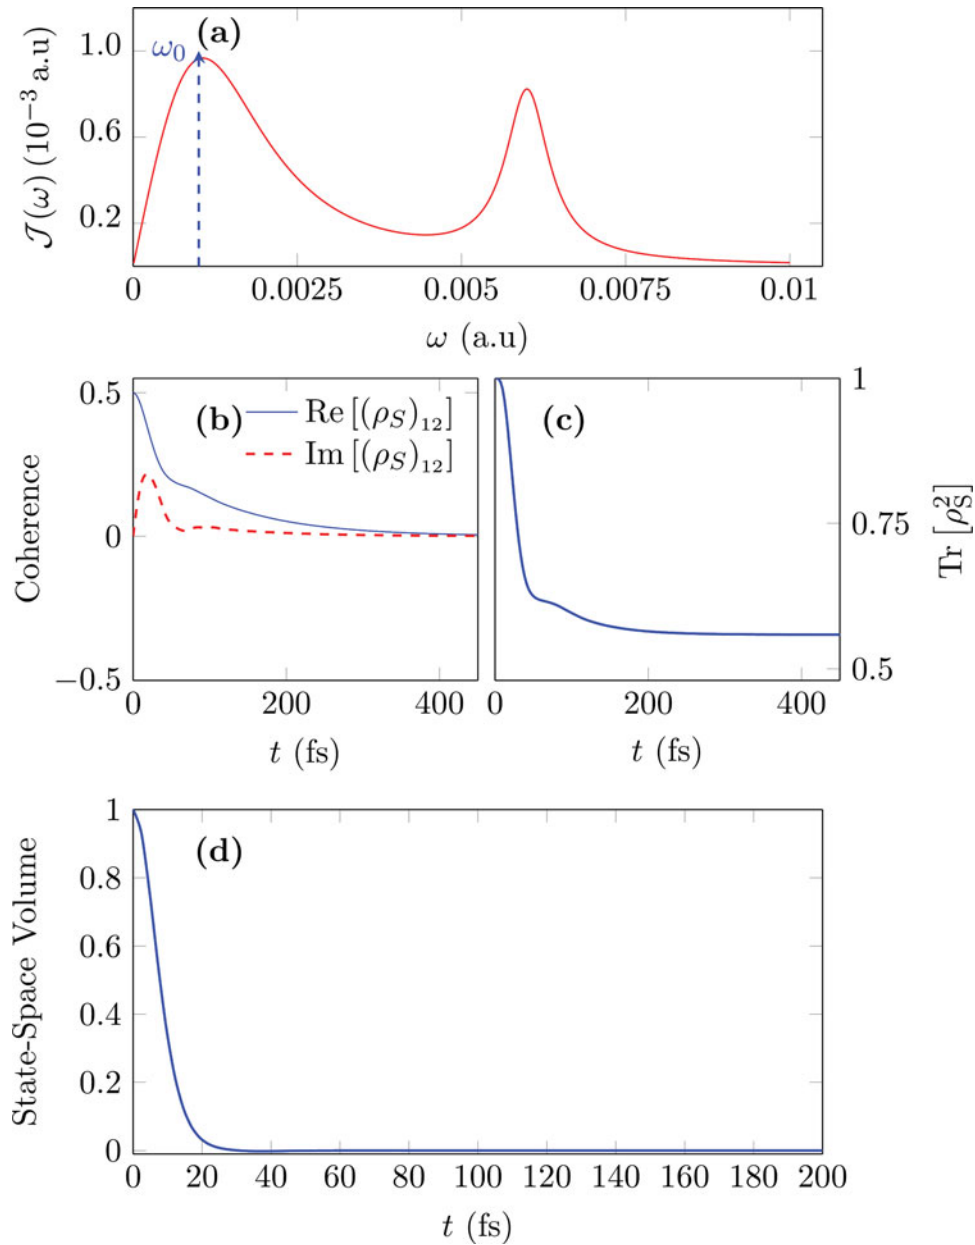 (a)
ω₀
𝒥(ω) (10⁻³ a.u)
1.0
0.6
0.2
0 0.0025 0.005 0.0075 0.01
ω (a.u)
(b)
Re [(ρ_S)₁₂]
Im [(ρ_S)₁₂]
Coherence
0.5
0
−0.5
0 200 400
t (fs)
(c)
1
0.75
0.5
Tr [ρ_S²]
0 200 400
t (fs)
(d)
State-Space Volume
1
0.8
0.6
0.4
0.2
0
0 20 40 60 80 100 120 140 160 180 200
t (fs)